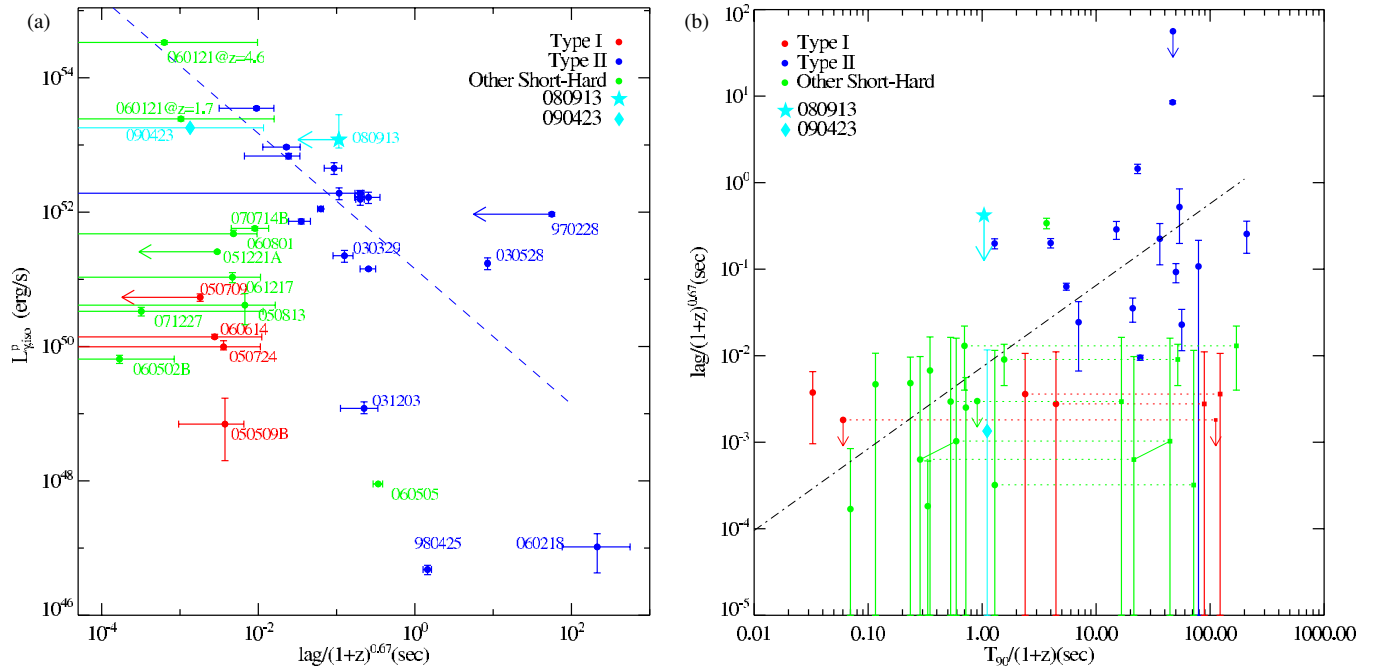 (a)
Type I
Type II
Other Short-Hard
080913
090423
060121@z=4.6
060121@z=1.7
090423
080913
970228
070714B
060801
051221A
030329
030528
061217
050709
050813
071227
060614
050724
060502B
031203
050509B
060505
980425
060218
10^54
10^52
10^50
10^48
10^46
L^p_γ,iso (erg/s)
10^-4
10^-2
10^0
10^2
lag/(1+z)^0.67(sec)
(b)
Type I
Type II
Other Short-Hard
080913
090423
10^2
10^1
10^0
10^-1
10^-2
10^-3
10^-4
10^-5
lag/(1+z)^0.67(sec)
0.01
0.10
1.00
10.00
100.00
1000.00
T_90/(1+z)(sec)